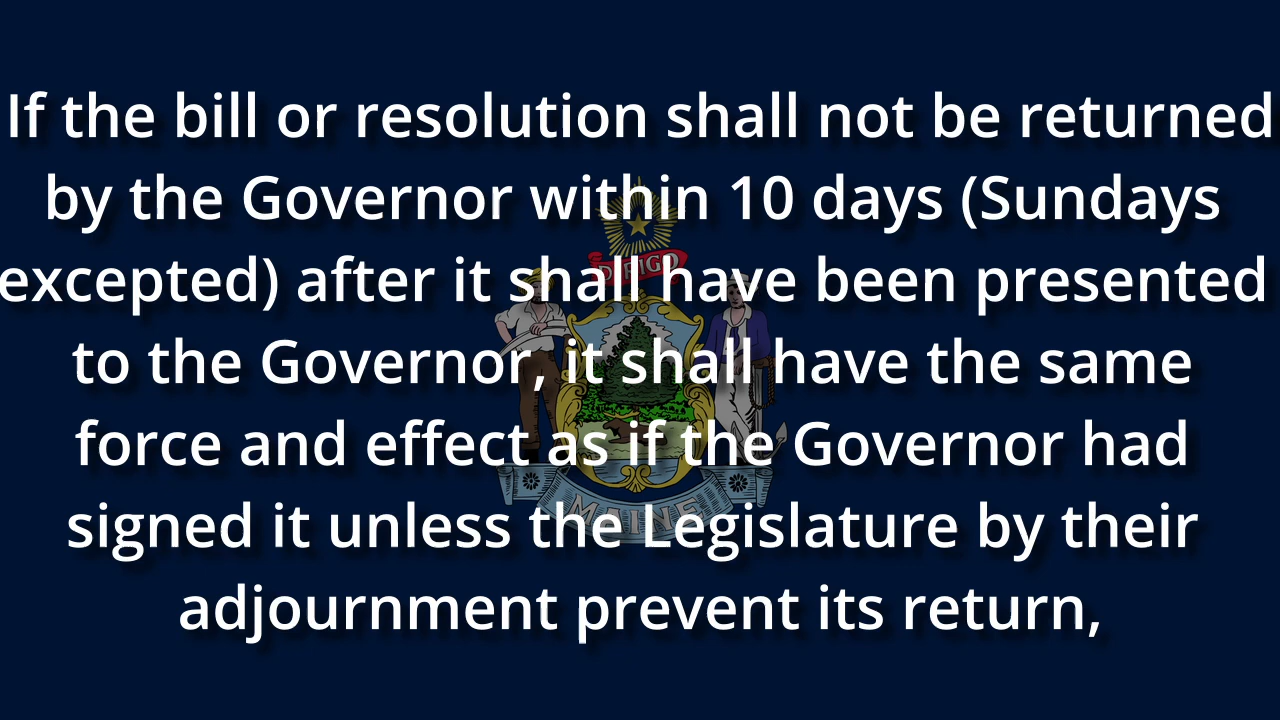 If the bill or resolution shall not be returned
by the Governor within 10 days (Sundays
excepted) after it shall have been presented
to the Governor, it shall have the same
force and effect as if the Governor had
signed it unless the Legislature by their
adjournment prevent its return,
DIRIGO
MAINE